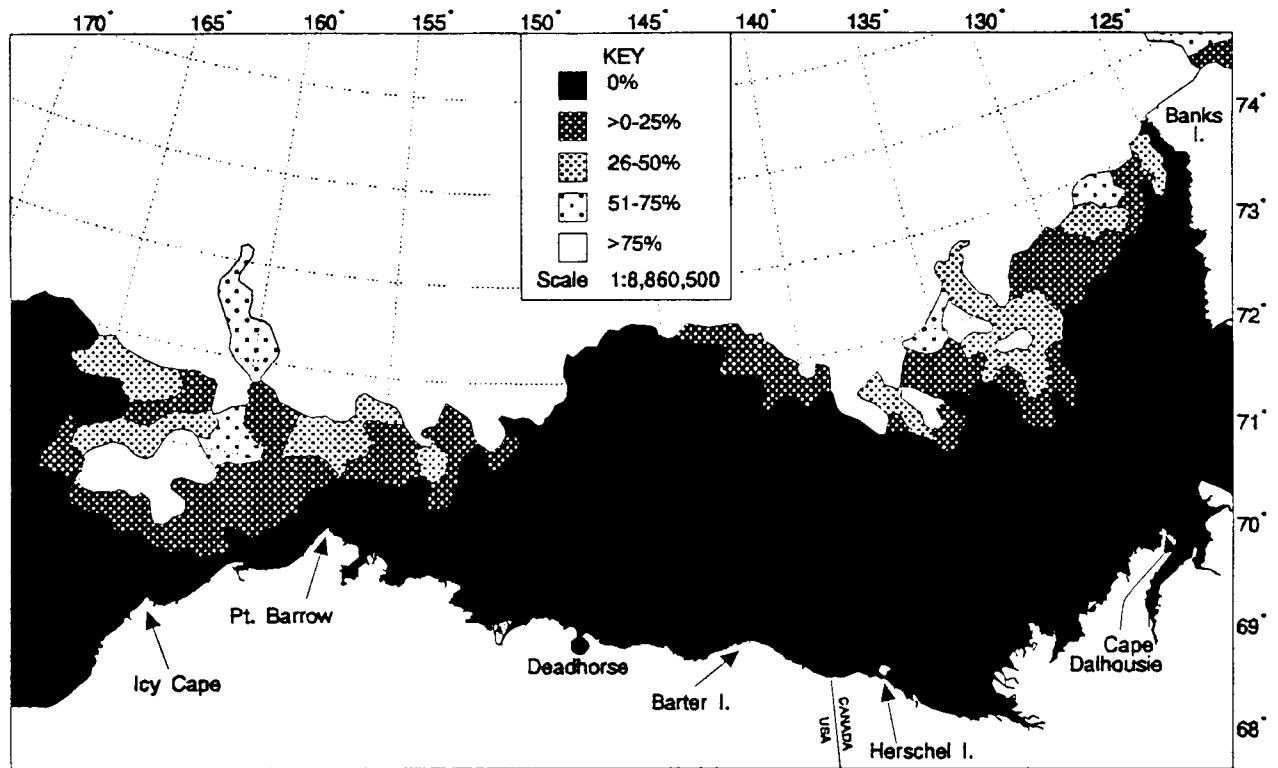 170° 165° 160° 155° 150° 145° 140° 135° 130° 125°
KEY
0%
>0-25%
26-50%
51-75%
>75%
Scale 1:8,860,500
Banks
I.
74°
73°
72°
71°
70°
69°
68°
Pt. Barrow
Icy Cape
Deadhorse
Barter I.
CANADA
USA
Herschel I.
Cape
Dalhousie